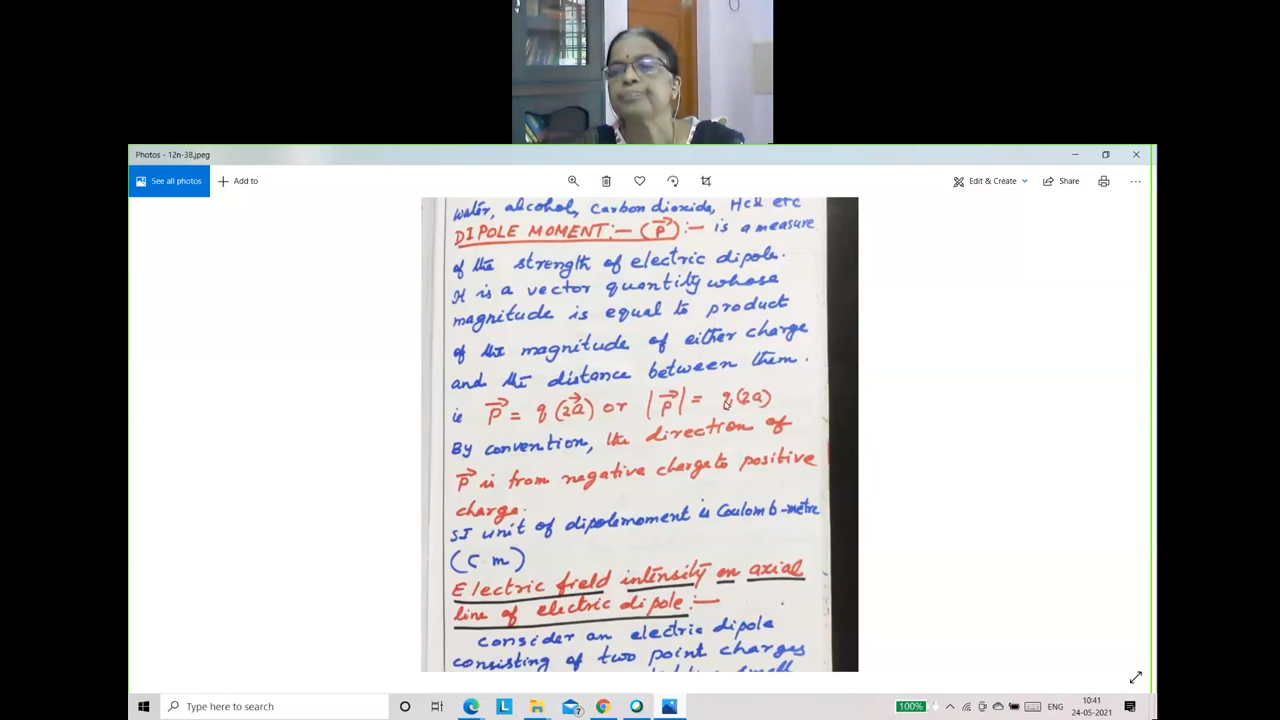 Photos - 12n-38.jpeg
See all photos
Add to
Edit & Create
Share
water, alcohol, Carbon dioxide, HCl etc
DIPOLE MOMENT:— (P⃗):— is a measure
of the strength of electric dipole.
It is a vector quantity whose
magnitude is equal to product
of the magnitude of either charge
and the distance between them.
ie P⃗ = q (2a⃗) or |P⃗| = q(2a)
By convention, the direction of
P⃗ is from negative charge to positive
charge.
SI unit of dipolemoment is Coulomb-metre
(C m)
Electric field intensity on axial
line of electric dipole:—
consider an electric dipole
consisting of two point charges
small
Type here to search
100%
ENG
10:41
24-05-2021